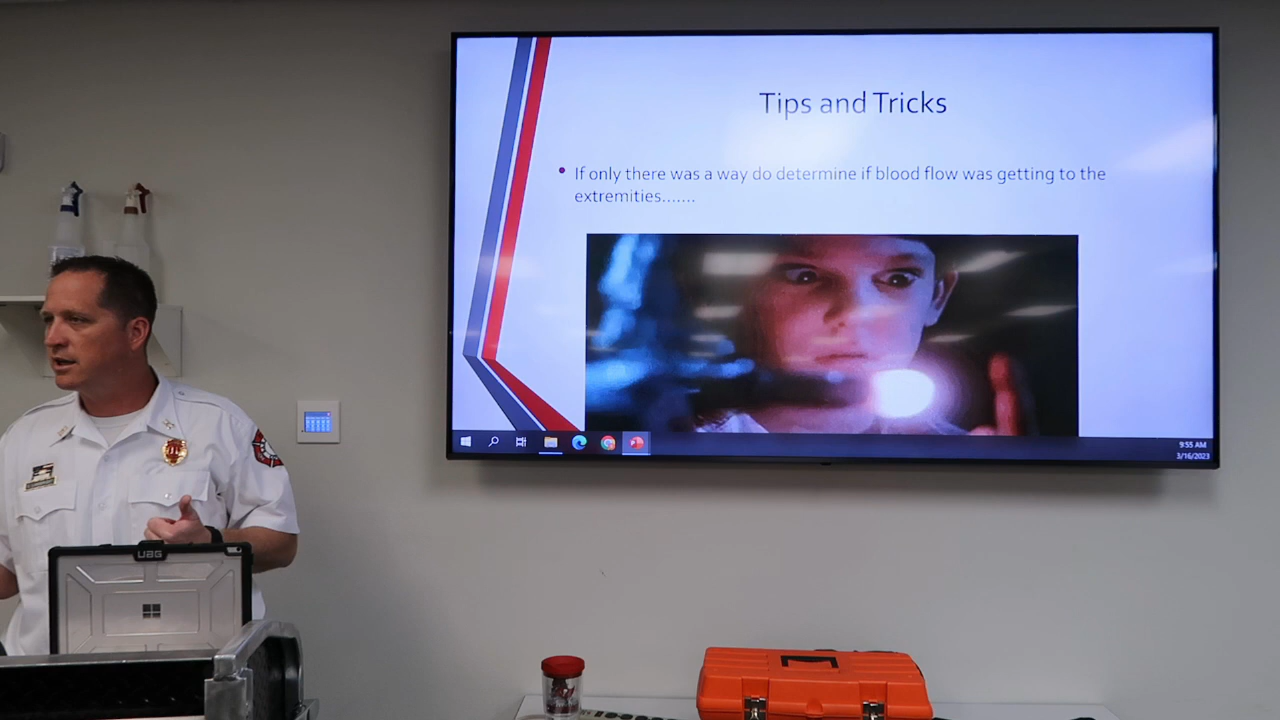 Tips and Tricks
• If only there was a way do determine if blood flow was getting to the
extremities.......
9:55 AM
3/16/2023
UAG